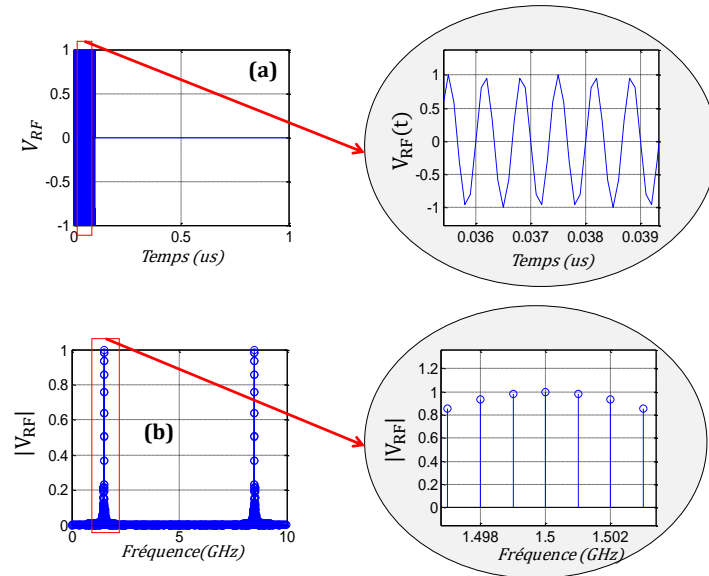 (a)
1
0.5
0
-0.5
-1
V_RF
0 0.5 1
Temps (us)
1
0.5
0
-0.5
-1
V_RF(t)
0.036 0.037 0.038 0.039
Temps (us)
(b)
1
0.8
0.6
0.4
0.2
0
|V_RF|
0 5 10
Fréquence(GHz)
1.2
1
0.8
0.6
0.4
0.2
0
|V_RF|
1.498 1.5 1.502
Fréquence (GHz)